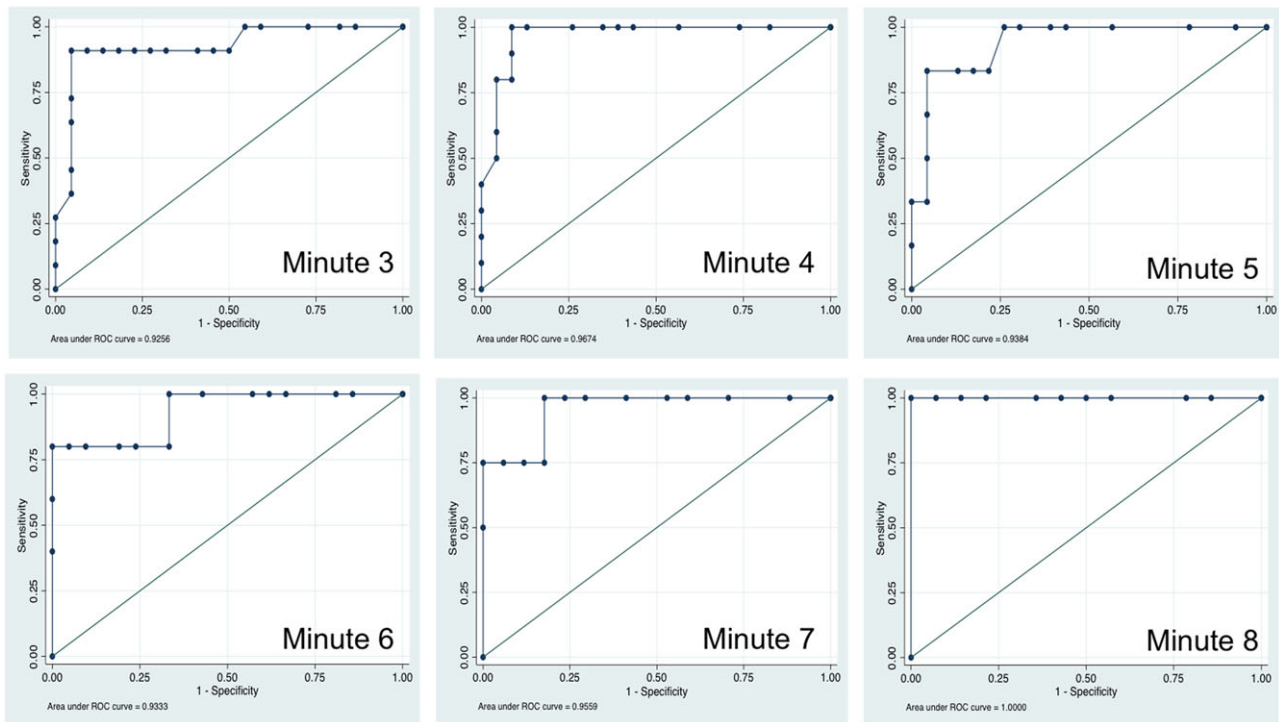 1.00
0.75
Sensitivity
0.50
0.25
0.00
Minute 3
0.00 0.25 0.50 0.75 1.00
1 - Specificity
Area under ROC curve = 0.9256
1.00
0.75
Sensitivity
0.50
0.25
0.00
Minute 4
0.00 0.25 0.50 0.75 1.00
1 - Specificity
Area under ROC curve = 0.9674
1.00
0.75
Sensitivity
0.50
0.25
0.00
Minute 5
0.00 0.25 0.50 0.75 1.00
1 - Specificity
Area under ROC curve = 0.9384
1.00
0.75
Sensitivity
0.50
0.25
0.00
Minute 6
0.00 0.25 0.50 0.75 1.00
1 - Specificity
Area under ROC curve = 0.9333
1.00
0.75
Sensitivity
0.50
0.25
0.00
Minute 7
0.00 0.25 0.50 0.75 1.00
1 - Specificity
Area under ROC curve = 0.9559
1.00
0.75
Sensitivity
0.50
0.25
0.00
Minute 8
0.00 0.25 0.50 0.75 1.00
1 - Specificity
Area under ROC curve = 1.0000